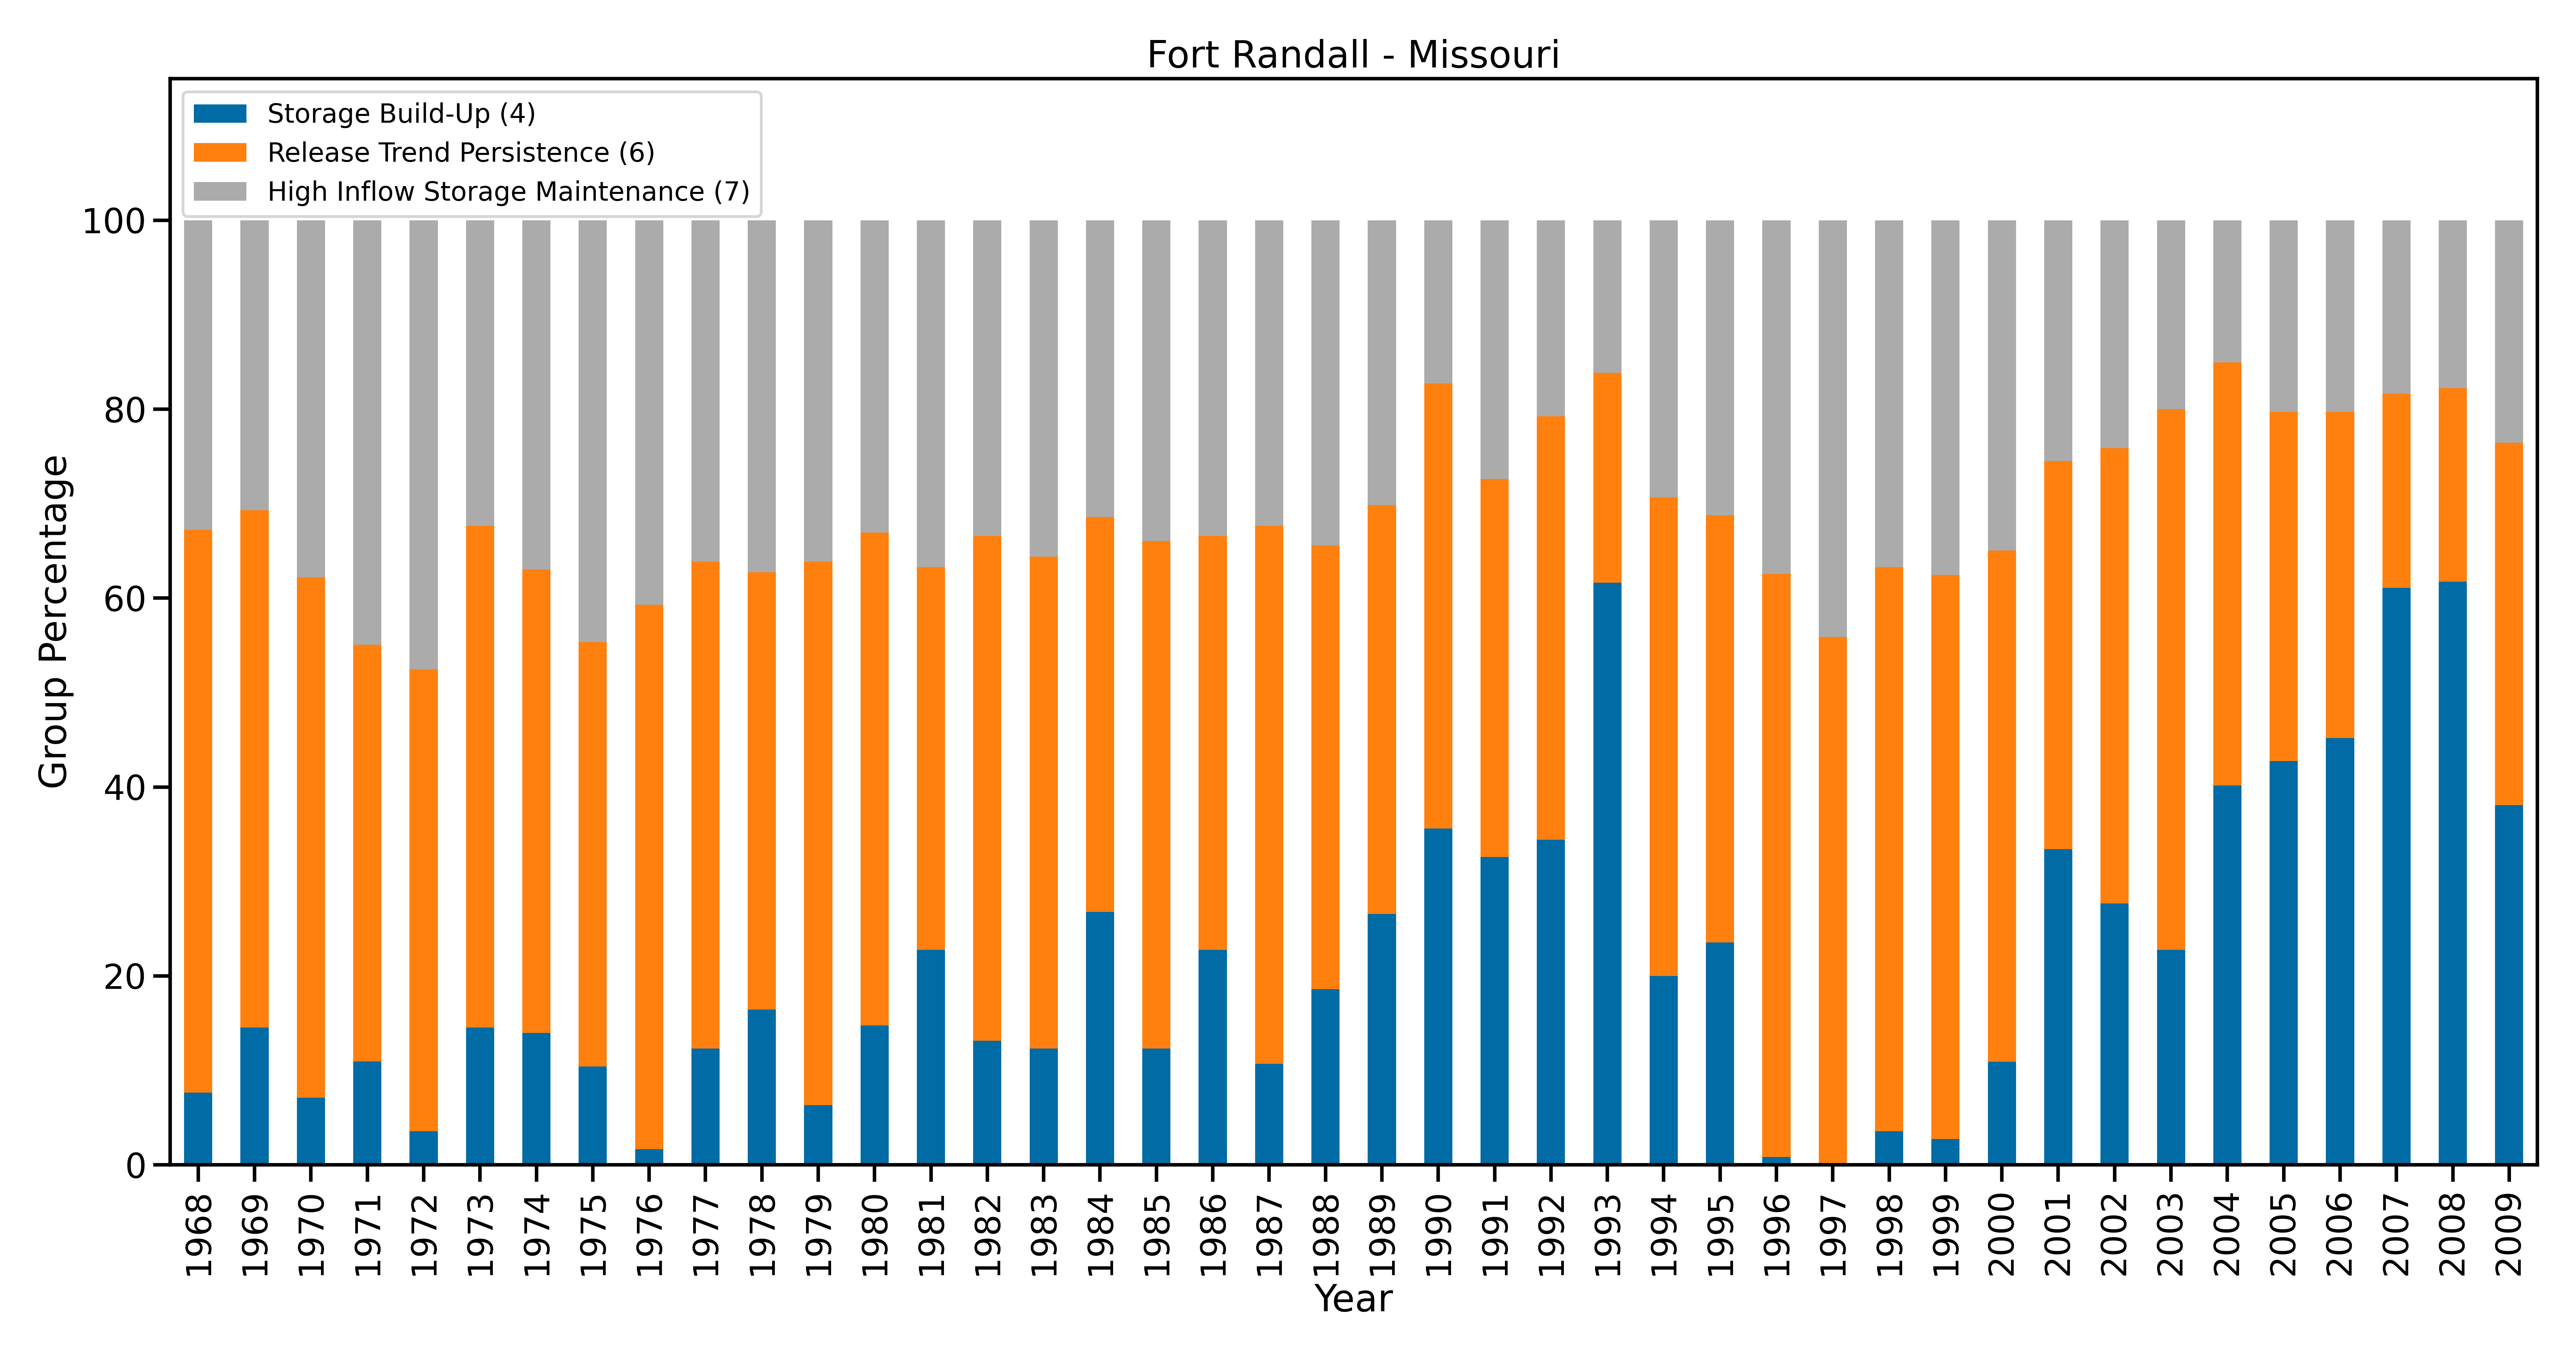 Fort Randall - Missouri
Storage Build-Up (4)
Release Trend Persistence (6)
High Inflow Storage Maintenance (7)
Group Percentage
100
80
60
40
20
0
1968 1969 1970 1971 1972 1973 1974 1975 1976 1977 1978 1979 1980 1981 1982 1983 1984 1985 1986 1987 1988 1989 1990 1991 1992 1993 1994 1995 1996 1997 1998 1999 2000 2001 2002 2003 2004 2005 2006 2007 2008 2009
Year